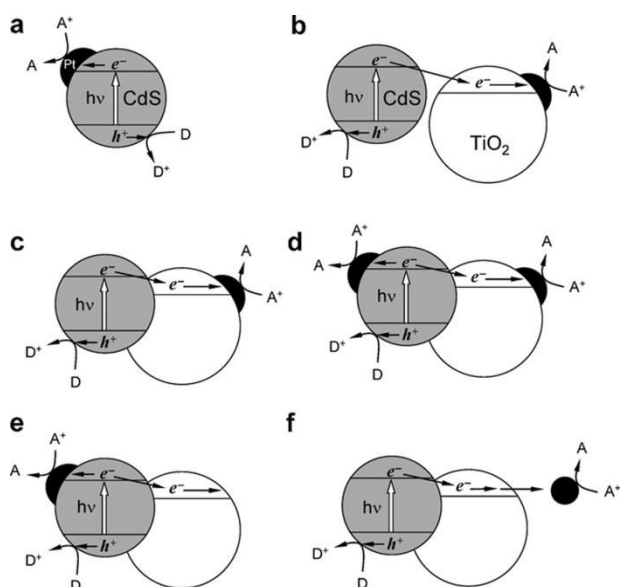 a
A⁺
A
Pt
e⁻
hν
CdS
h⁺
D
D⁺
b
e⁻
hν
CdS
h⁺
D⁺
D
e⁻
A
A⁺
TiO₂
c
e⁻
hν
h⁺
D⁺
D
e⁻
A
A⁺
d
A⁺
A
e⁻
hν
h⁺
D⁺
D
e⁻
A
A⁺
e
A⁺
A
e⁻
hν
h⁺
D⁺
D
e⁻
f
e⁻
hν
h⁺
D⁺
D
e⁻
A
A⁺